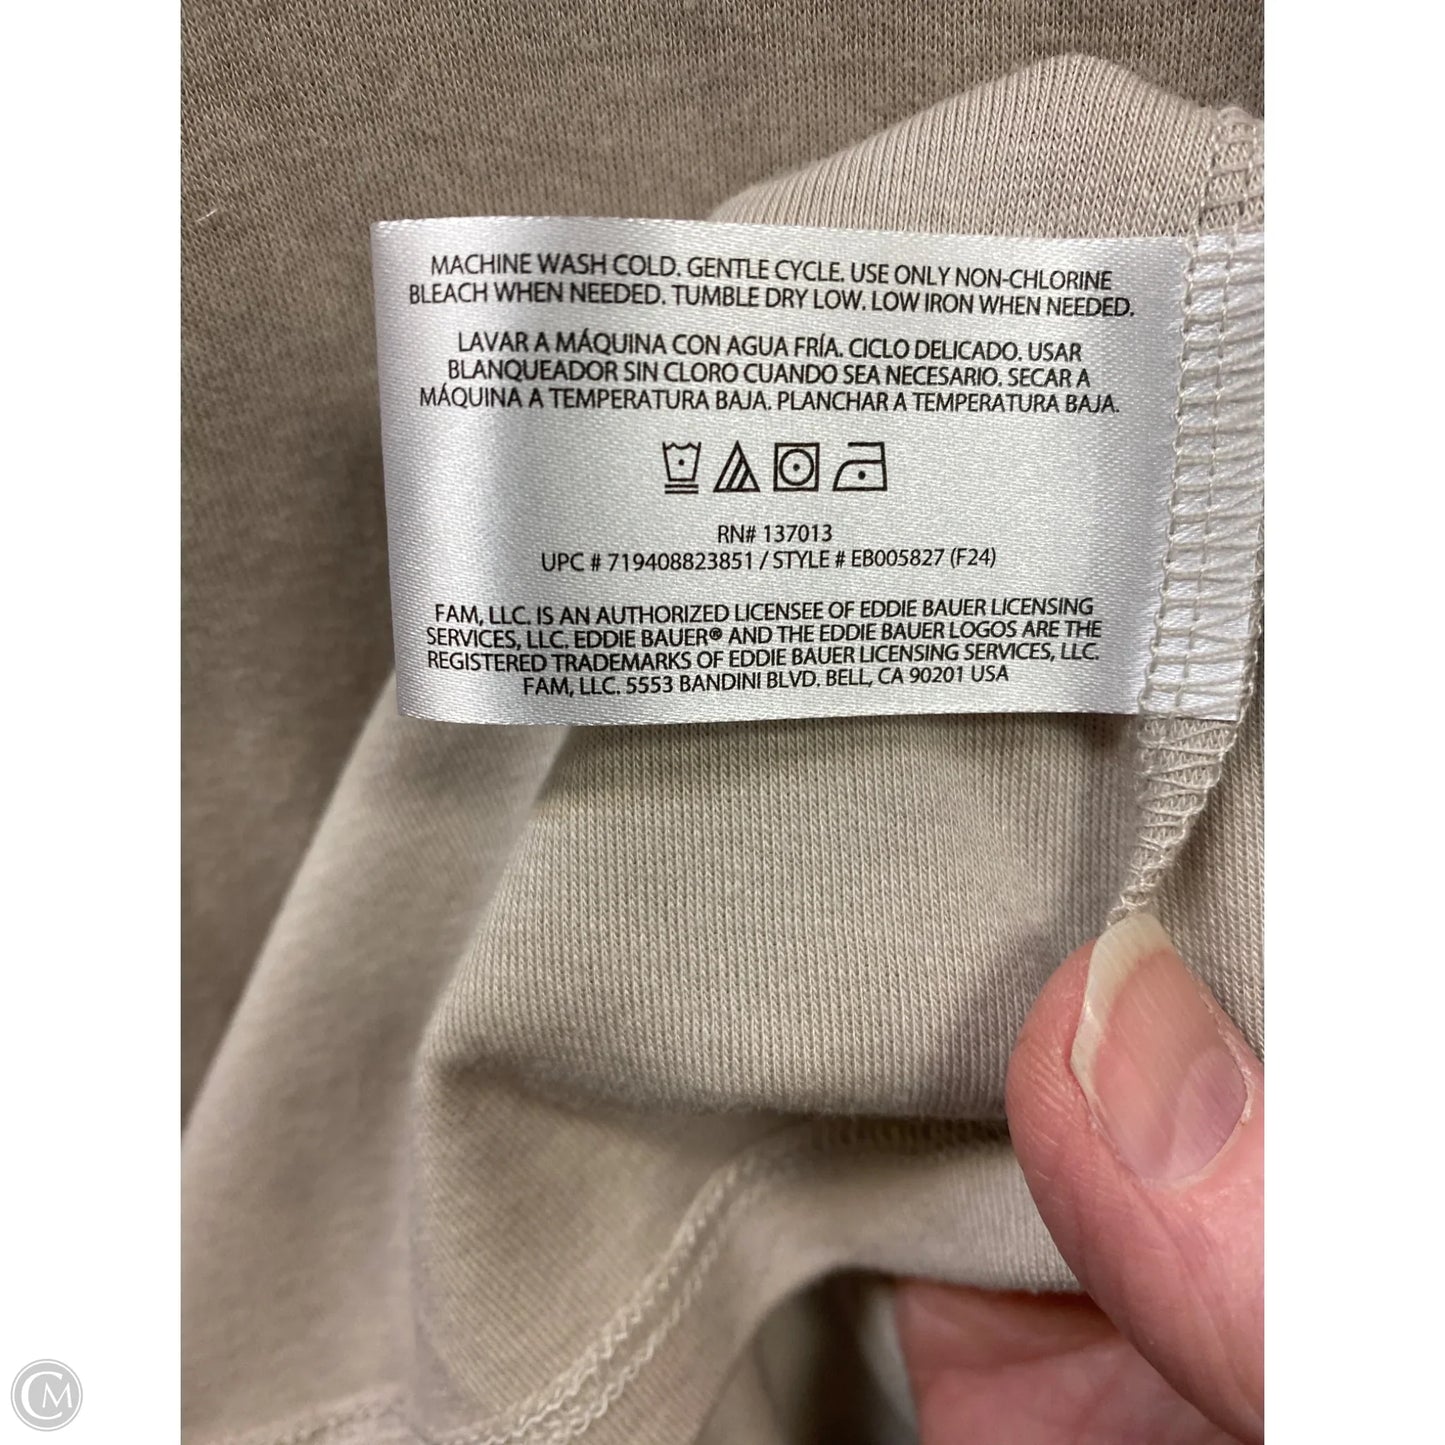 MACHINE WASH COLD. GENTLE CYCLE. USE ONLY NON-CHLORINE
BLEACH WHEN NEEDED. TUMBLE DRY LOW. LOW IRON WHEN NEEDED.
LAVAR A MÁQUINA CON AGUA FRÍA. CICLO DELICADO. USAR
BLANQUEADOR SIN CLORO CUANDO SEA NECESARIO. SECAR A
MÁQUINA A TEMPERATURA BAJA. PLANCHAR A TEMPERATURA BAJA.
RN# 137013
UPC # 719408823851 / STYLE # EB005827 (F24)
FAM, LLC. IS AN AUTHORIZED LICENSEE OF EDDIE BAUER LICENSING
SERVICES, LLC. EDDIE BAUER® AND THE EDDIE BAUER LOGOS ARE THE
REGISTERED TRADEMARKS OF EDDIE BAUER LICENSING SERVICES, LLC.
FAM, LLC. 5553 BANDINI BLVD. BELL, CA 90201 USA
CM